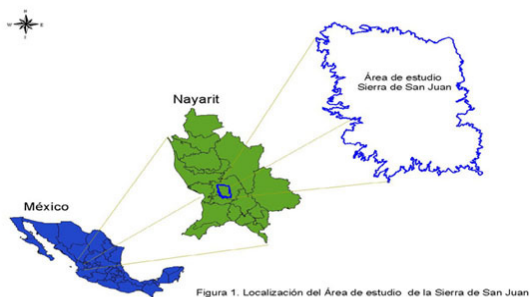 Área de estudio
Sierra de San Juan
Nayarit
México
Figura 1. Localización del Área de estudio de la Sierra de San Juan